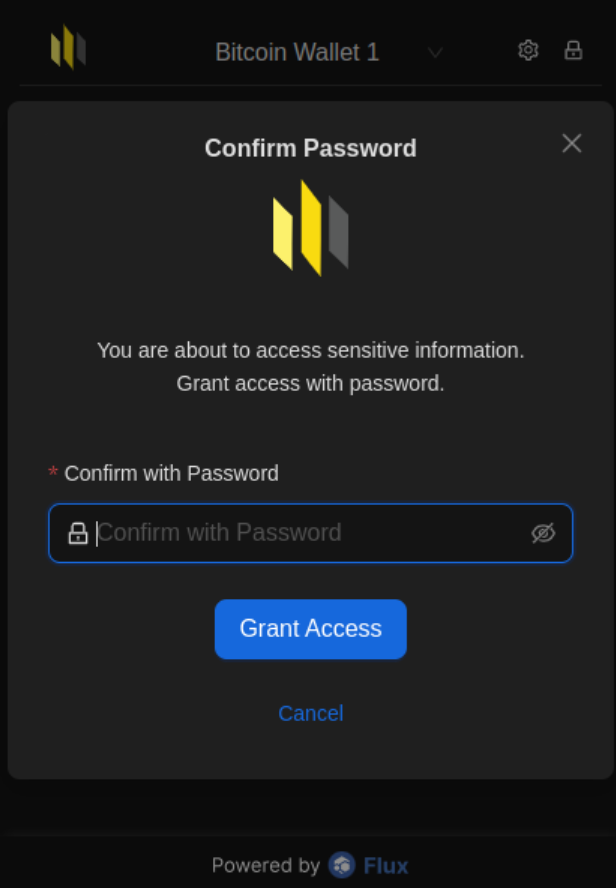 Bitcoin Wallet 1
Confirm Password
You are about to access sensitive information.
Grant access with password.
* Confirm with Password
Confirm with Password
Grant Access
Cancel
Powered by Flux